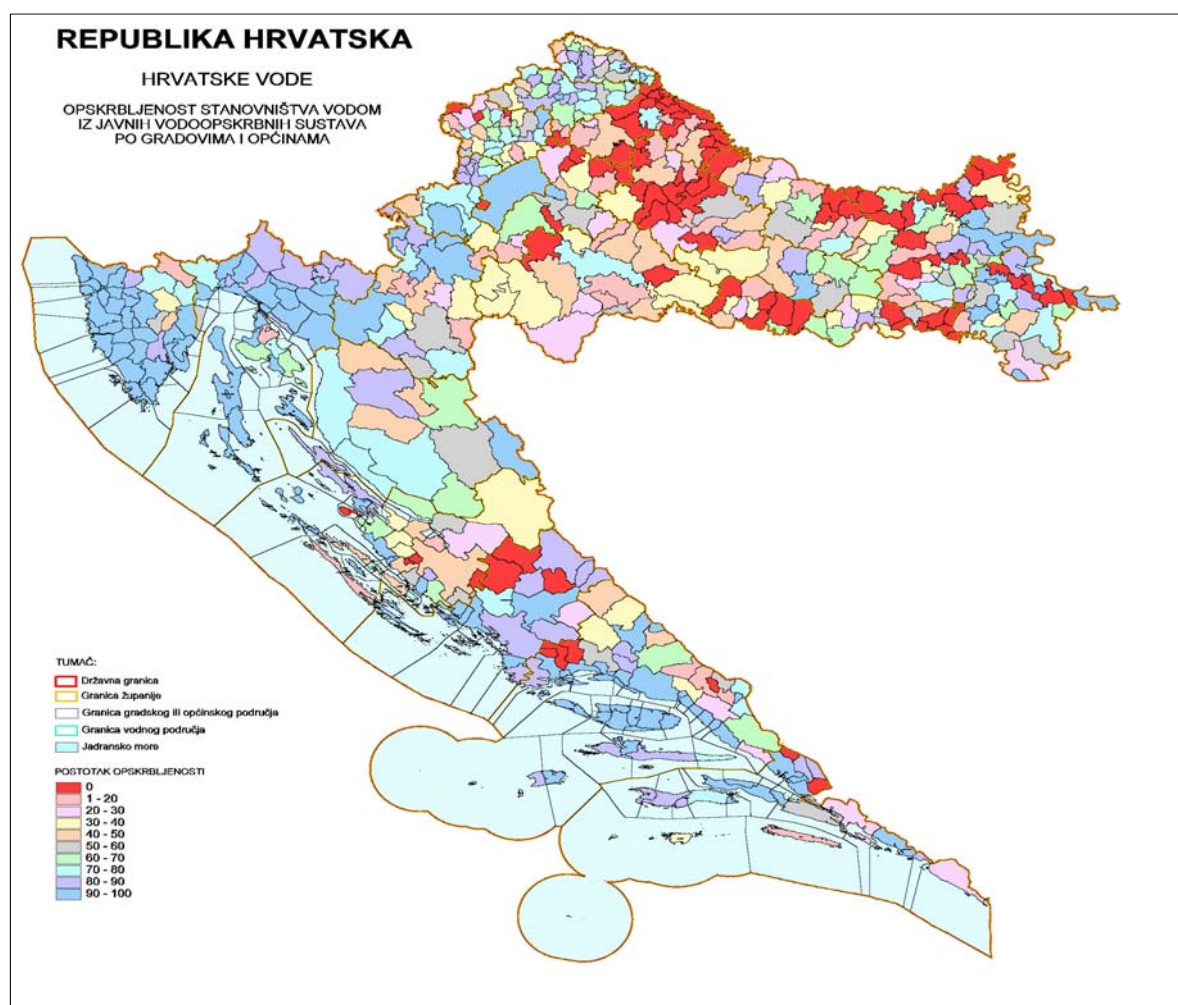 REPUBLIKA HRVATSKA
HRVATSKE VODE
OPSKRBLJENOST STANOVNIŠTVA VODOM
IZ JAVNIH VODOOPSKRBNIH SUSTAVA
PO GRADOVIMA I OPĆINAMA
TUMAČ:
Državna granica
Granica županije
Granica gradskog ili općinskog područja
Granica vodnog područja
Jadransko more
POSTOTAK OPSKRBLJENOSTI
0
1 - 20
20 - 30
30 - 40
40 - 50
50 - 60
60 - 70
70 - 80
80 - 90
90 - 100